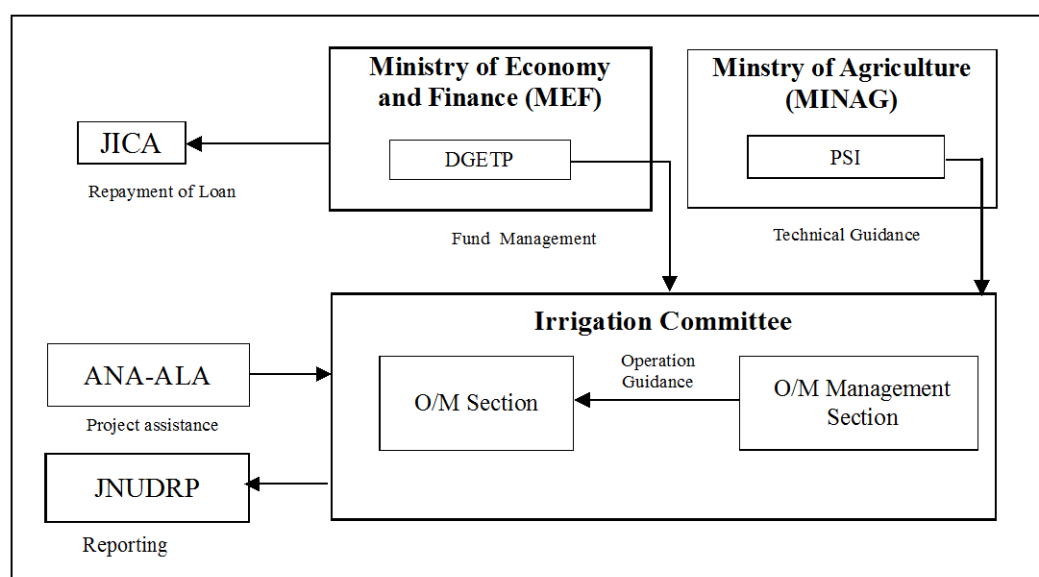 Ministry of Economy
and Finance (MEF)
DGETP
Minstry of Agriculture
(MINAG)
PSI
JICA
Repayment of Loan
Fund Management
Technical Guidance
Irrigation Committee
ANA-ALA
Project assistance
O/M Section
Operation
Guidance
O/M Management
Section
JNUDRP
Reporting